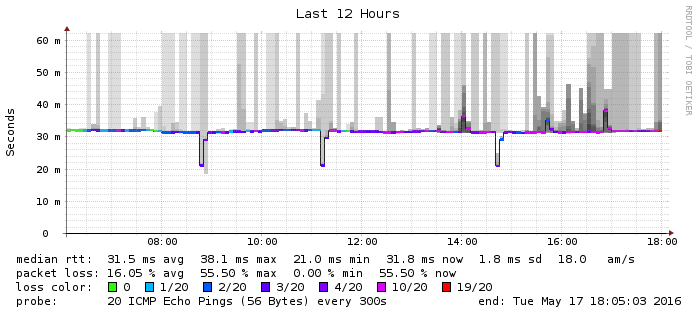 Last 12 Hours
RRDTOOL / TOBI OETIKER
Seconds
60 m
50 m
40 m
30 m
20 m
10 m
0
08:00 10:00 12:00 14:00 16:00 18:00
median rtt: 31.5 ms avg 38.1 ms max 21.0 ms min 31.8 ms now 1.8 ms sd 18.0 am/s
packet loss: 16.05 % avg 55.50 % max 0.00 % min 55.50 % now
loss color: 0 1/20 2/20 3/20 4/20 10/20 19/20
probe: 20 ICMP Echo Pings (56 Bytes) every 300s end: Tue May 17 18:05:03 2016